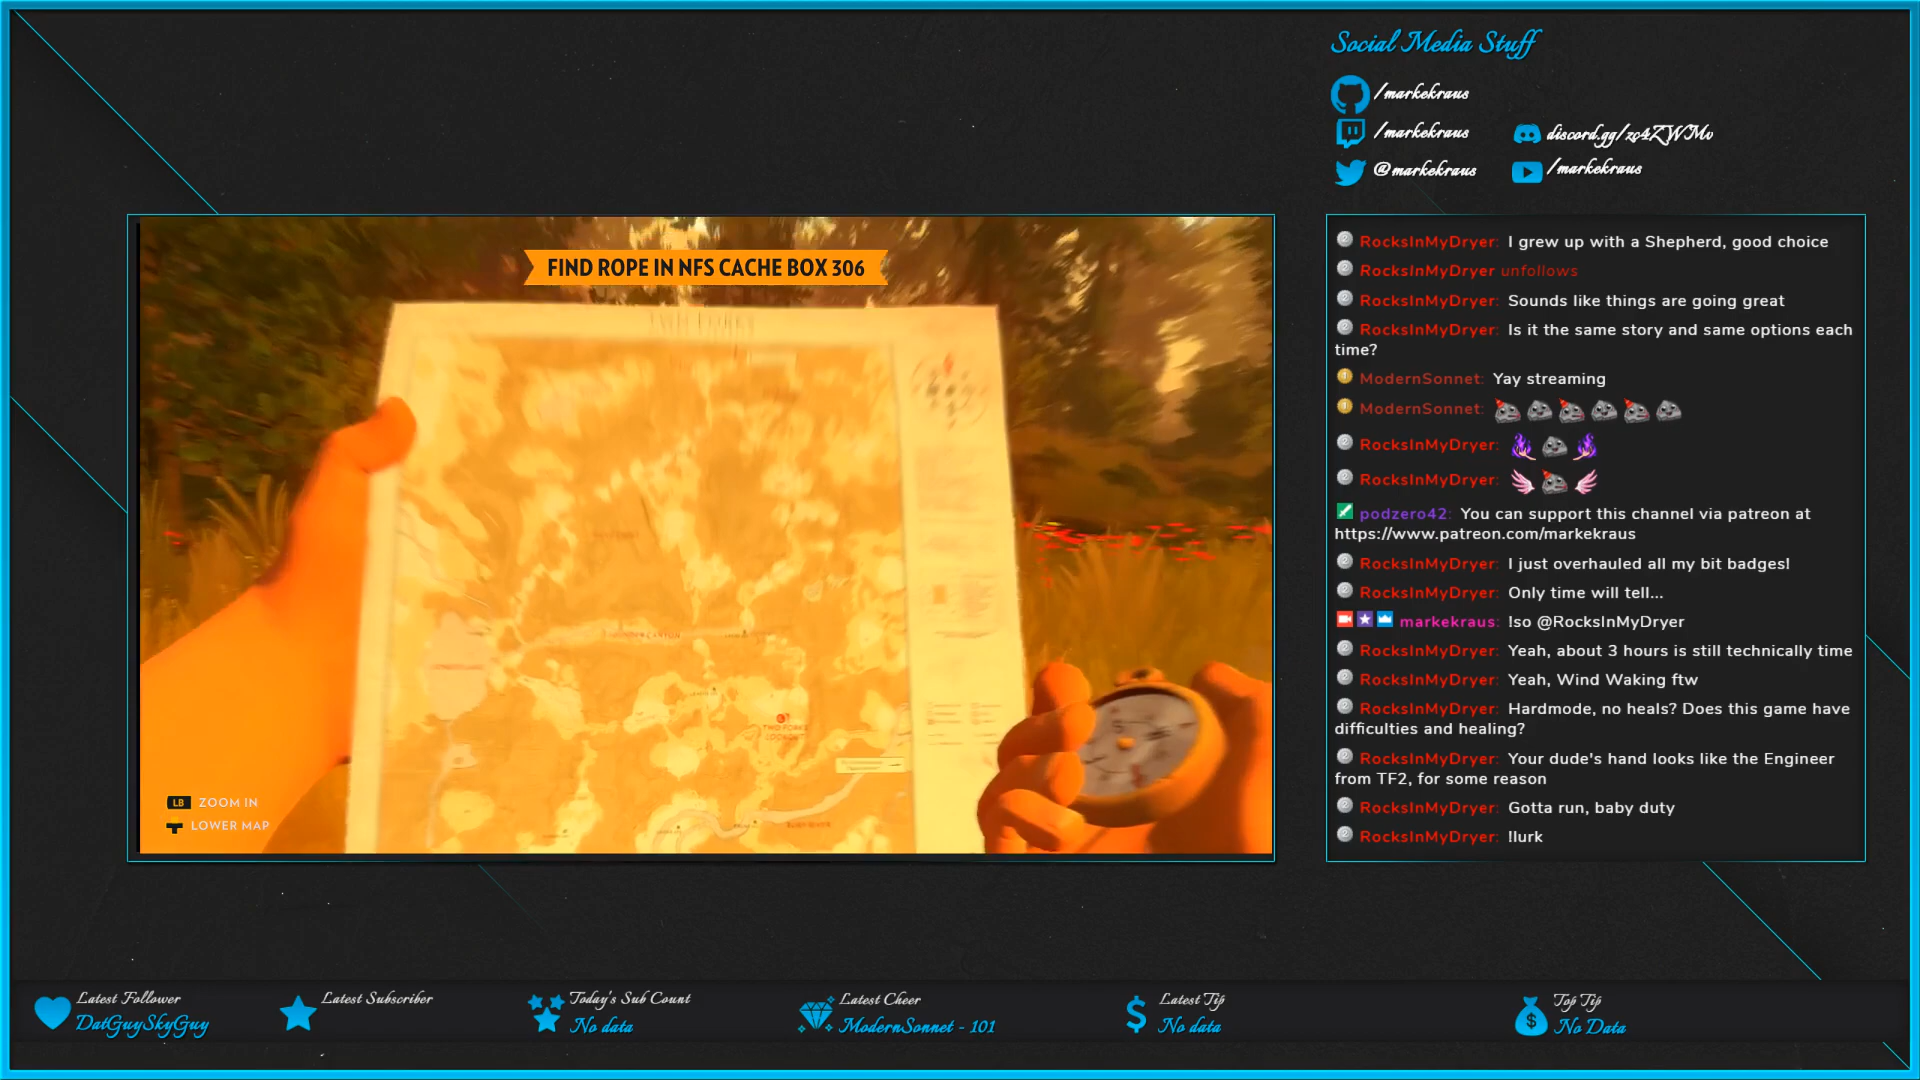 Social Media Stuff
/markekraus
/markekraus
discord.gg/zc4ZWMv
@markekraus
/markekraus
FIND ROPE IN NFS CACHE BOX 306
THUNDER CANYON
TWO FORKS
LOOKOUT
LB ZOOM IN
LOWER MAP
RocksInMyDryer: I grew up with a Shepherd, good choice
RocksInMyDryer unfollows
RocksInMyDryer: Sounds like things are going great
RocksInMyDryer: Is it the same story and same options each
time?
ModernSonnet: Yay streaming
ModernSonnet:
RocksInMyDryer:
RocksInMyDryer:
podzero42: You can support this channel via patreon at
https://www.patreon.com/markekraus
RocksInMyDryer: I just overhauled all my bit badges!
RocksInMyDryer: Only time will tell...
markekraus: !so @RocksInMyDryer
RocksInMyDryer: Yeah, about 3 hours is still technically time
RocksInMyDryer: Yeah, Wind Waking ftw
RocksInMyDryer: Hardmode, no heals? Does this game have
difficulties and healing?
RocksInMyDryer: Your dude's hand looks like the Engineer
from TF2, for some reason
RocksInMyDryer: Gotta run, baby duty
RocksInMyDryer: !lurk
Latest Follower
DatGuySkyGuy
Latest Subscriber
Today's Sub Count
No data
Latest Cheer
ModernSonnet - 101
Latest Tip
No data
Top Tip
No Data